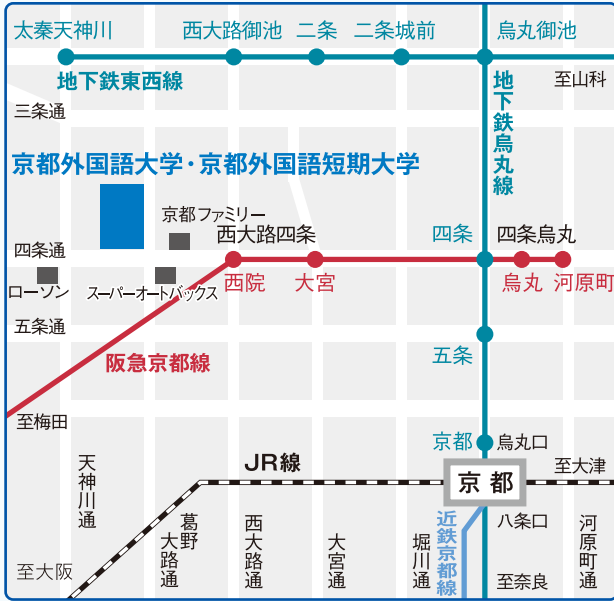 太秦天神川
西大路御池
二条
二条城前
烏丸御池
地下鉄東西線
至山科
地下鉄烏丸線
三条通
京都外国語大学・京都外国語短期大学
京都ファミリー
西大路四条
四条
四条烏丸
四条通
ローソン
スーパーオートバックス
西院
大宮
烏丸
河原町
五条通
阪急京都線
五条
至梅田
京都
烏丸口
JR線
京都
至大津
天神川通
葛野大路通
西大路通
大宮通
堀川通
近鉄京都線
八条口
河原町通
至大阪
至奈良